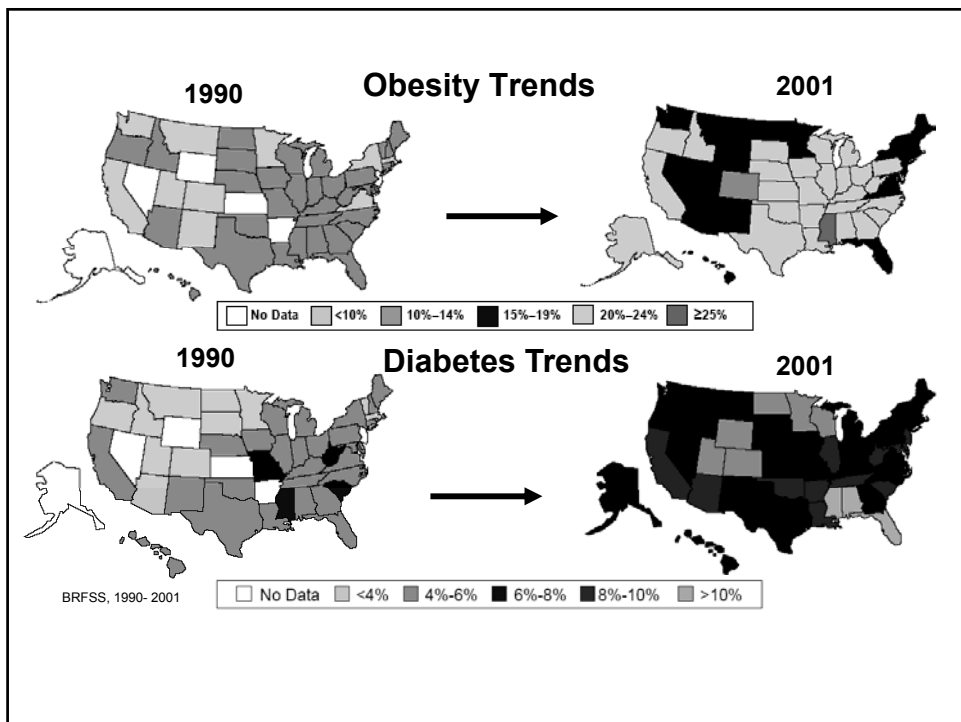 Obesity Trends
1990
2001
No Data <10% 10%–14% 15%–19% 20%–24% ≥25%
Diabetes Trends
1990
2001
BRFSS, 1990- 2001
No Data <4% 4%-6% 6%-8% 8%-10% >10%